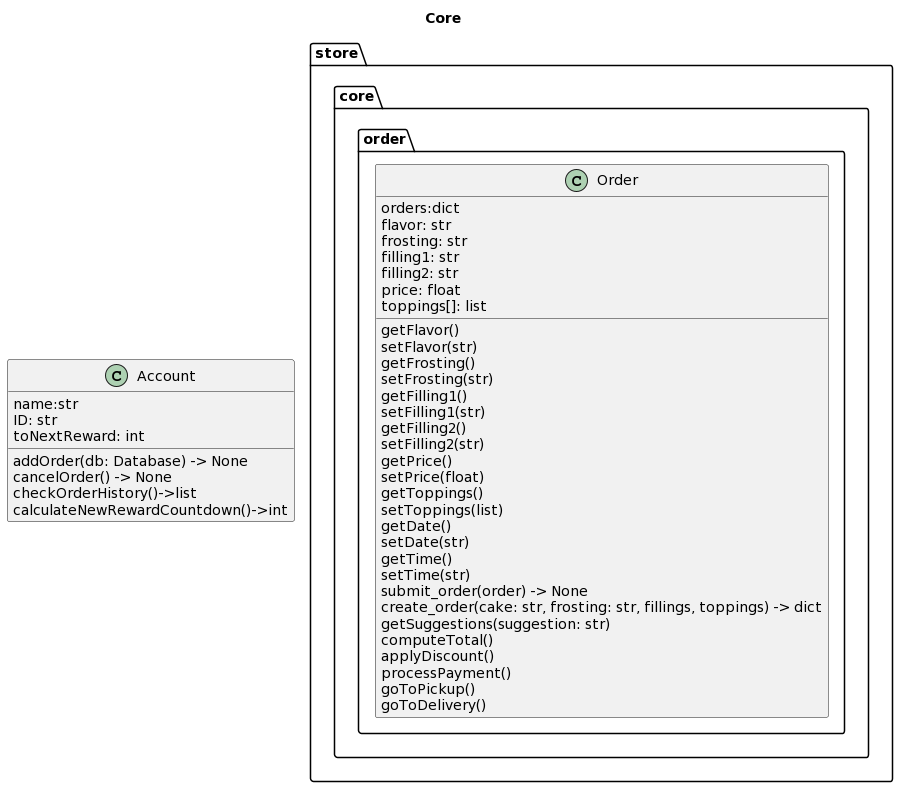 Core
store
core
order
C Order
orders:dict
flavor: str
frosting: str
filling1: str
filling2: str
price: float
toppings[]: list
getFlavor()
setFlavor(str)
getFrosting()
setFrosting(str)
getFilling1()
setFilling1(str)
getFilling2()
setFilling2(str)
getPrice()
setPrice(float)
getToppings()
setToppings(list)
getDate()
setDate(str)
getTime()
setTime(str)
submit_order(order) -> None
create_order(cake: str, frosting: str, fillings, toppings) -> dict
getSuggestions(suggestion: str)
computeTotal()
applyDiscount()
processPayment()
goToPickup()
goToDelivery()
C Account
name:str
ID: str
toNextReward: int
addOrder(db: Database) -> None
cancelOrder() -> None
checkOrderHistory()->list
calculateNewRewardCountdown()->int